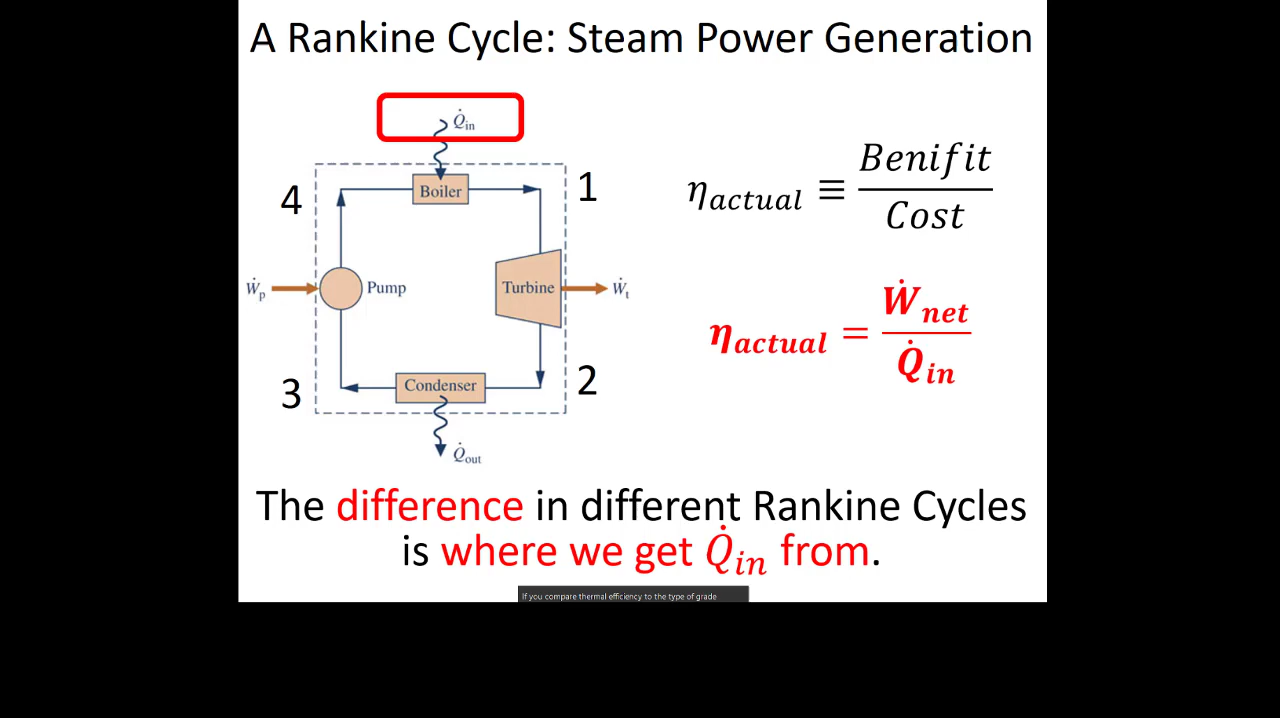 A Rankine Cycle: Steam Power Generation
Q̇in
4
Boiler
1
Ẇp
Pump
Turbine
Ẇt
3
Condenser
2
Q̇out
ηactual ≡ Benifit / Cost
ηactual = Ẇnet / Q̇in
The difference in different Rankine Cycles
is where we get Q̇in from.
If you compare thermal efficiency to the type of grade